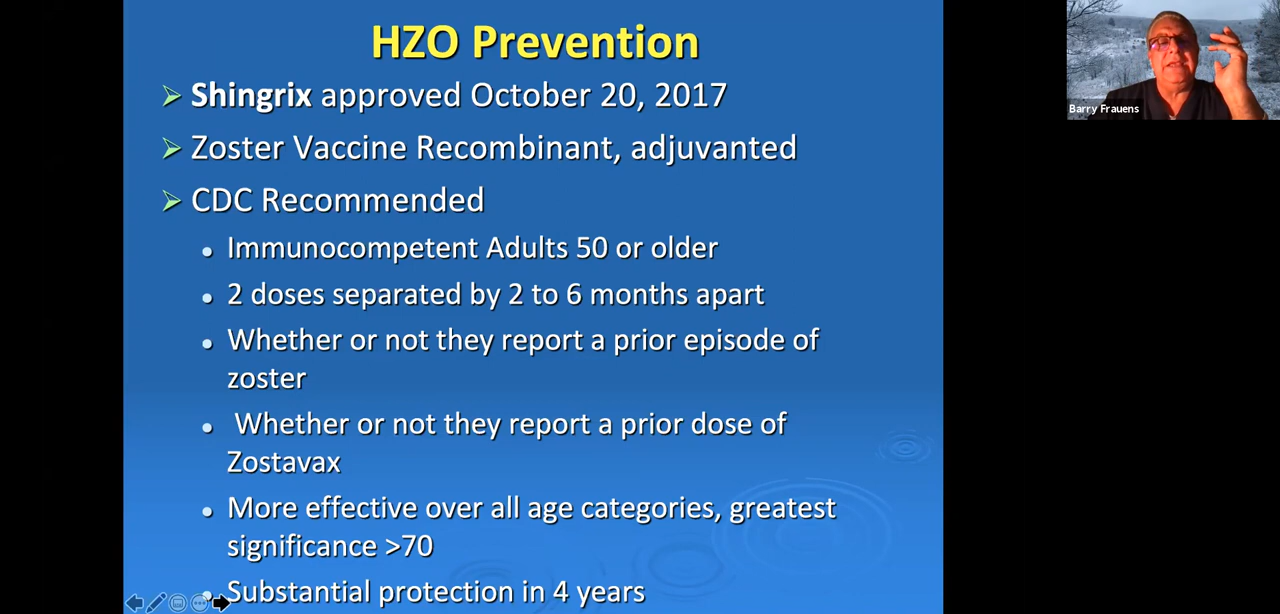 HZO Prevention
Shingrix approved October 20, 2017
Zoster Vaccine Recombinant, adjuvanted
CDC Recommended
Immunocompetent Adults 50 or older
2 doses separated by 2 to 6 months apart
Whether or not they report a prior episode of
zoster
Whether or not they report a prior dose of
Zostavax
More effective over all age categories, greatest
significance >70
Substantial protection in 4 years
Barry Frauens